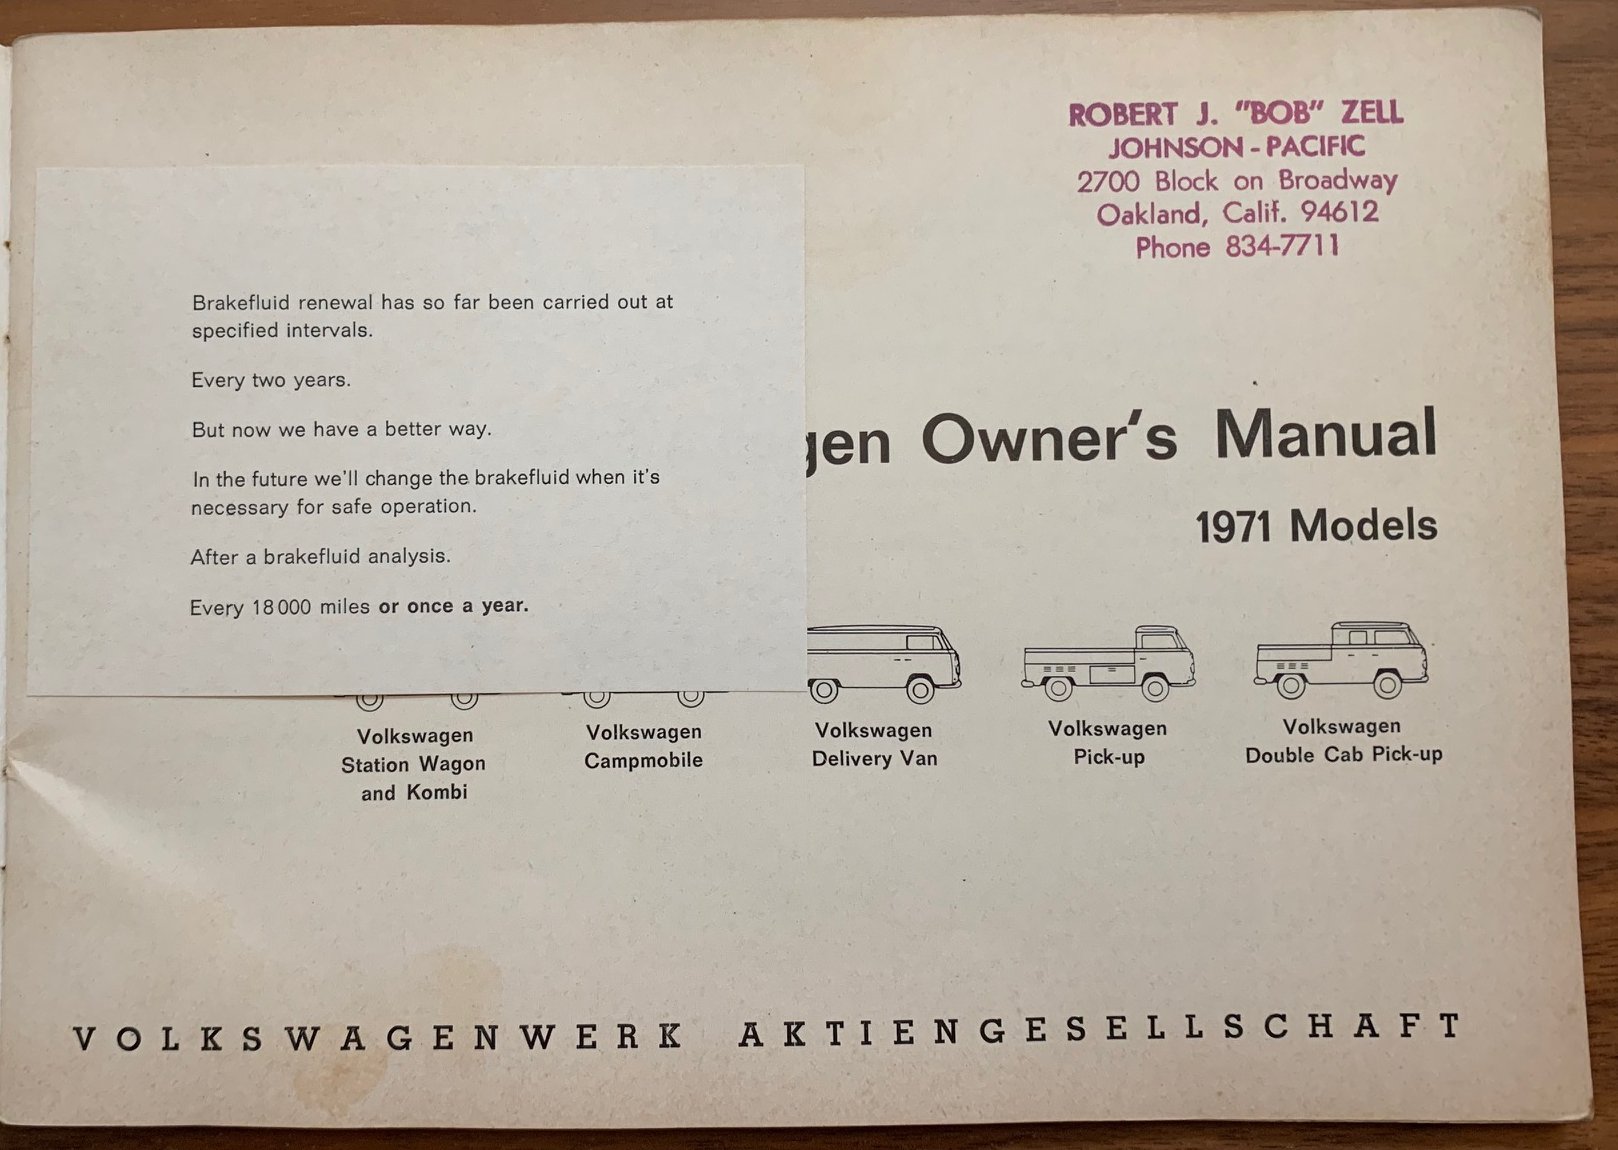 ROBERT J. "BOB" ZELL
JOHNSON - PACIFIC
2700 Block on Broadway
Oakland, Calif. 94612
Phone 834-7711
Brakefluid renewal has so far been carried out at
specified intervals.
Every two years.
But now we have a better way.
In the future we'll change the brakefluid when it's
necessary for safe operation.
After a brakefluid analysis.
Every 18 000 miles or once a year.
Owner's Manual
1971 Models
Volkswagen
Station Wagon
and Kombi
Volkswagen
Campmobile
Volkswagen
Delivery Van
Volkswagen
Pick-up
Volkswagen
Double Cab Pick-up
VOLKSWAGENWERK AKTIENGESELLSCHAFT